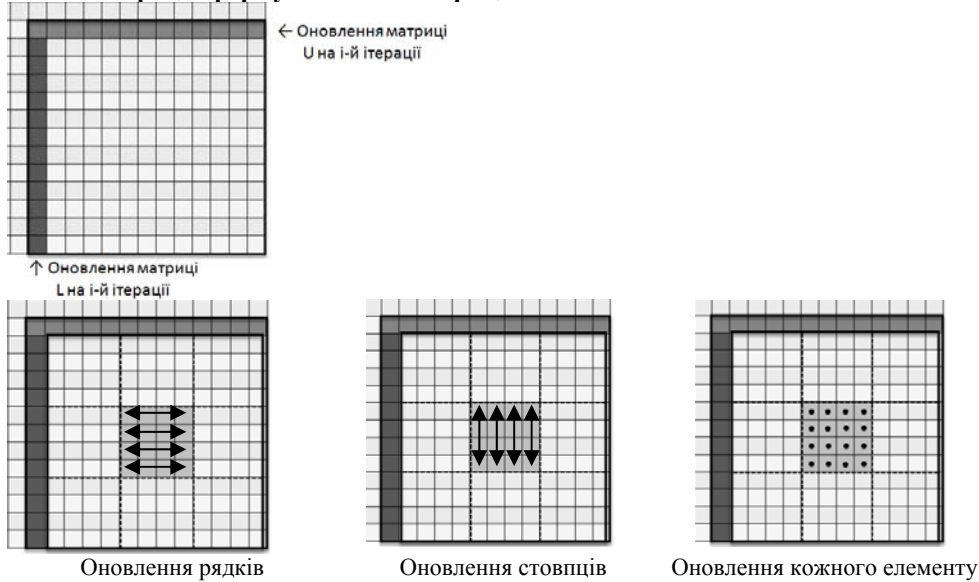 ← Оновлення матриці
U на і-й ітерації
↑ Оновлення матриці
L на і-й ітерації
Оновлення рядків
Оновлення стовпців
Оновлення кожного елементу